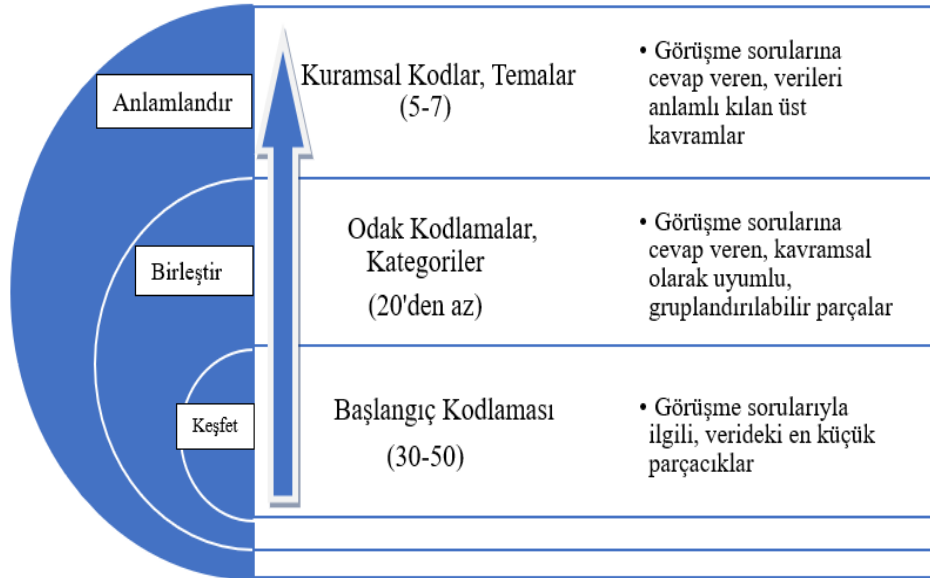 Anlamlandır
Kuramsal Kodlar, Temalar
(5-7)
• Görüşme sorularına
cevap veren, verileri
anlamlı kılan üst
kavramlar
Birleştir
Odak Kodlamalar,
Kategoriler
(20'den az)
• Görüşme sorularına
cevap veren, kavramsal
olarak uyumlu,
gruplandırılabilir parçalar
Keşfet
Başlangıç Kodlaması
(30-50)
• Görüşme sorularıyla
ilgili, verideki en küçük
parçacıklar